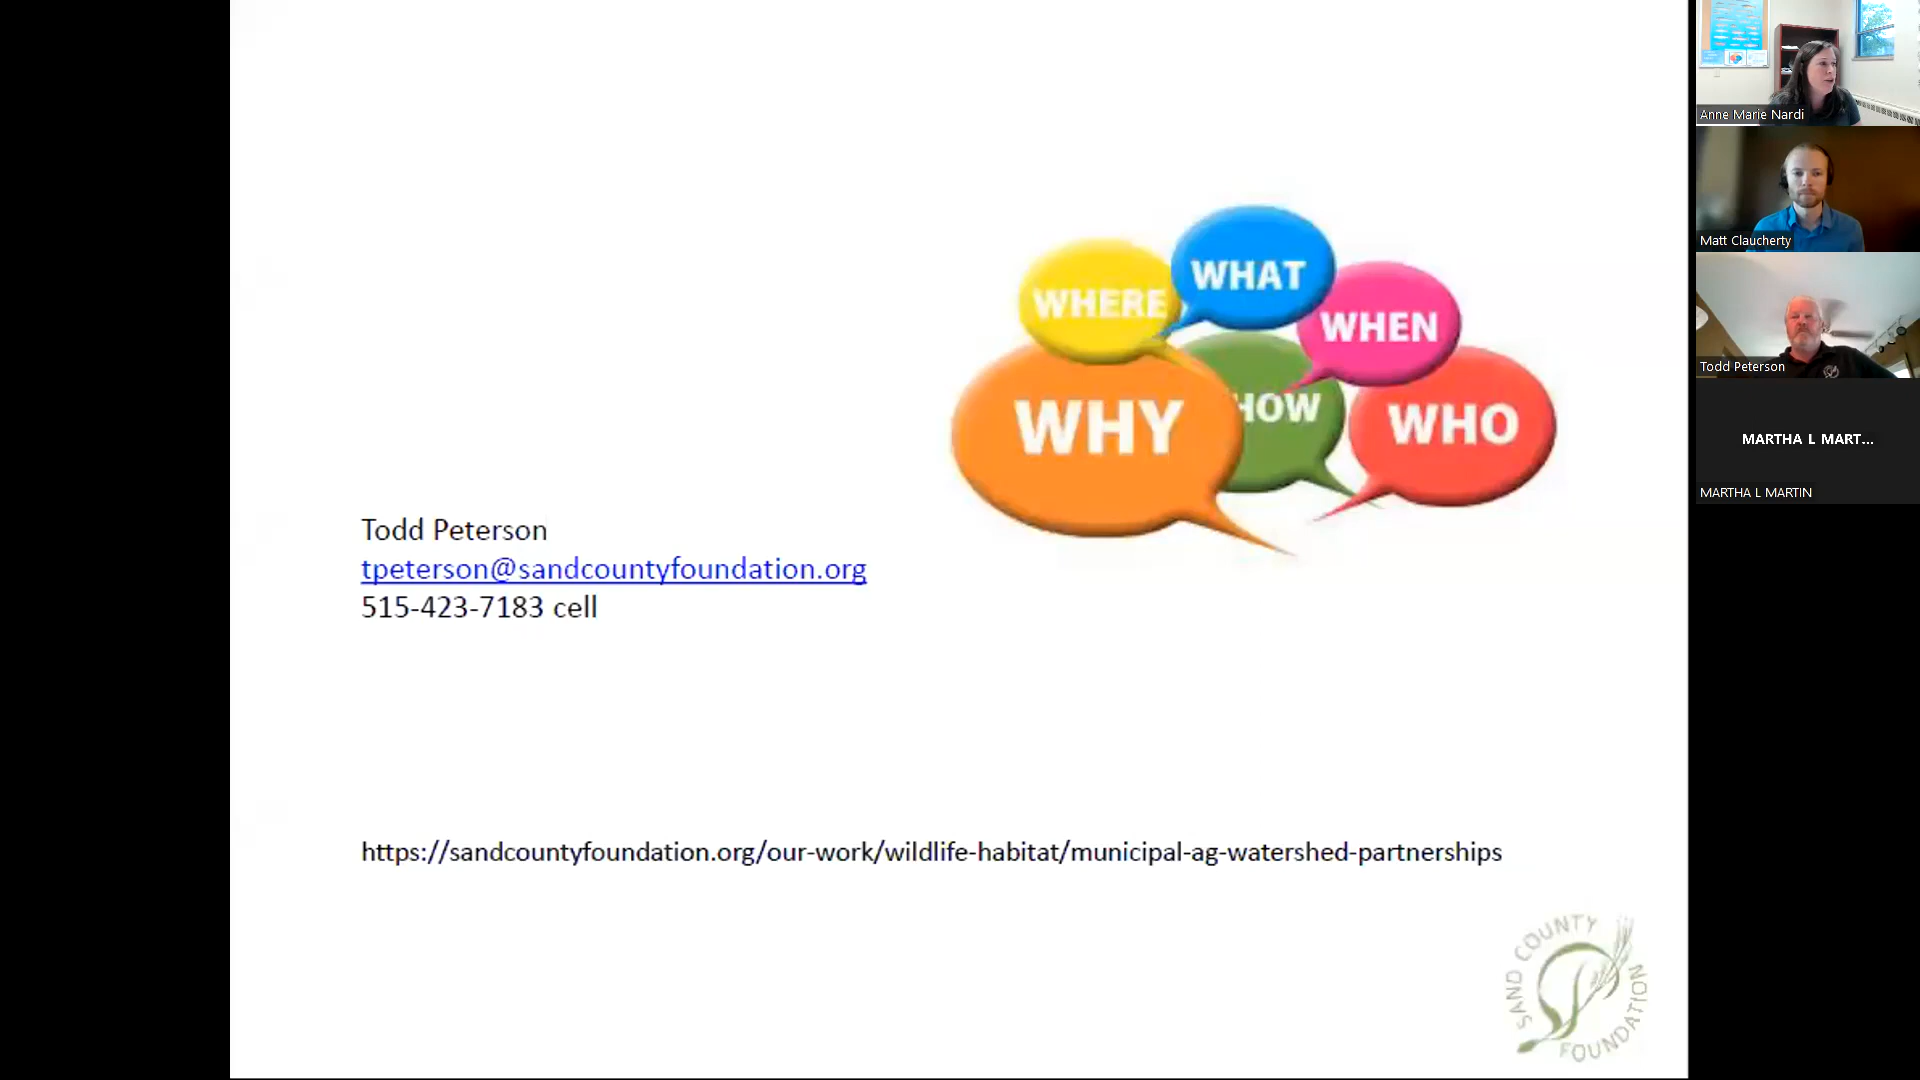 WHERE
WHAT
WHEN
WHY
HOW
WHO
Todd Peterson
tpeterson@sandcountyfoundation.org
515-423-7183 cell
https://sandcountyfoundation.org/our-work/wildlife-habitat/municipal-ag-watershed-partnerships
SAND COUNTY
FOUNDATION
Anne Marie Nardi
Matt Claucherty
Todd Peterson
MARTHA L MART...
MARTHA L MARTIN